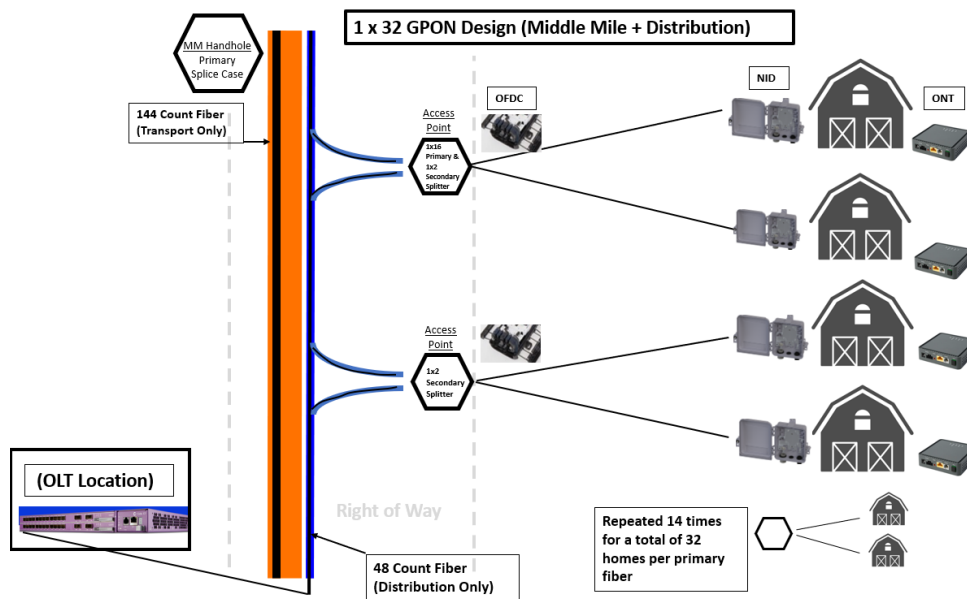 1 x 32 GPON Design (Middle Mile + Distribution)
MM Handhole
Primary
Splice Case
144 Count Fiber
(Transport Only)
Access
Point
1x16
Primary &
1x2
Secondary
Splitter
OFDC
NID
ONT
Access
Point
1x2
Secondary
Splitter
(OLT Location)
Right of Way
48 Count Fiber
(Distribution Only)
Repeated 14 times
for a total of 32
homes per primary
fiber